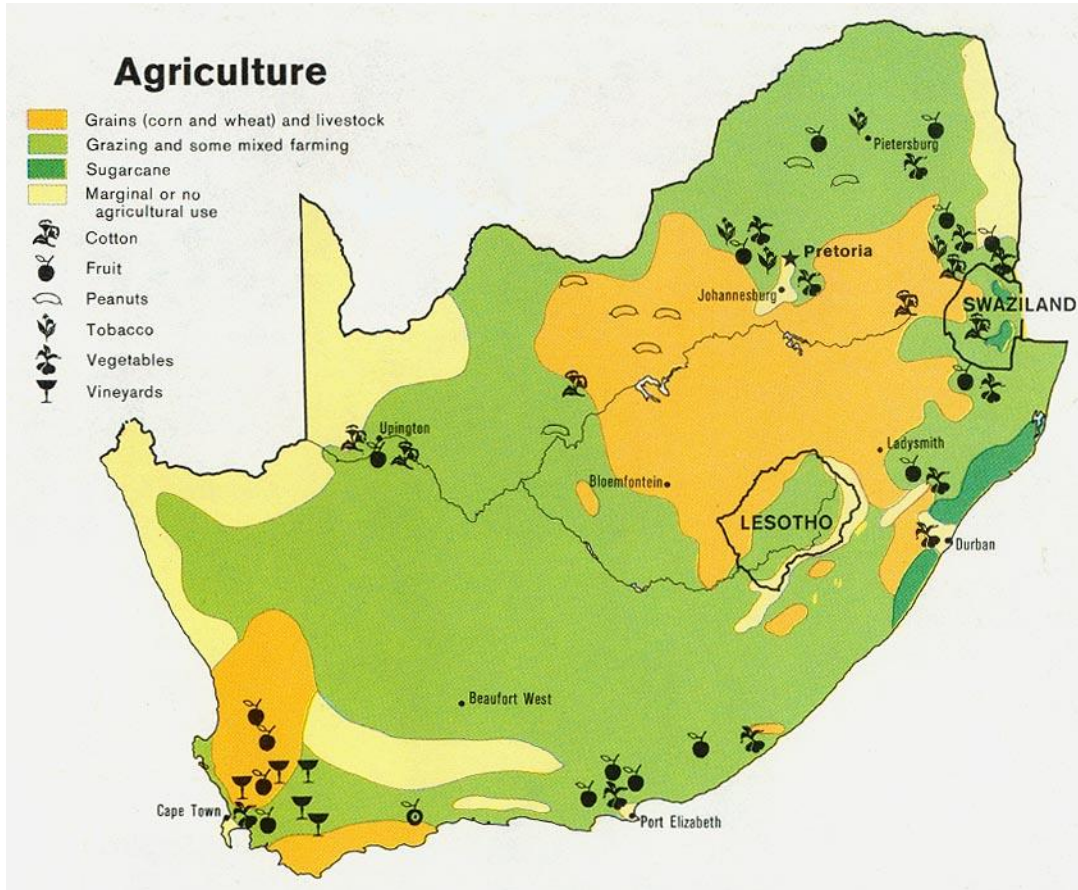 Agriculture
Grains (corn and wheat) and livestock
Grazing and some mixed farming
Sugarcane
Marginal or no
agricultural use
Cotton
Fruit
Peanuts
Tobacco
Vegetables
Vineyards
Pietersburg
Pretoria
Johannesburg
SWAZILAND
Upington
Ladysmith
Bloemfontein
LESOTHO
Durban
Beaufort West
Cape Town
Port Elizabeth